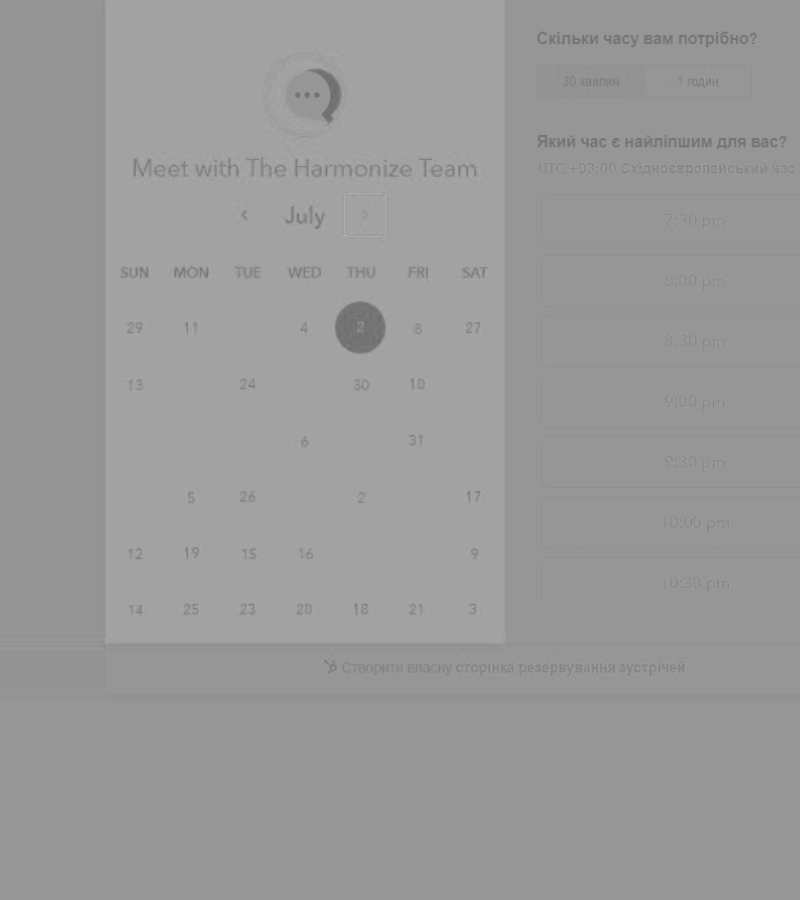 Meet with The Harmonize Team
July
SUN MON TUE WED THU FRI SAT
29 11 4 2 8 27
13 24 30 10
6 31
5 26 2 17
12 19 15 16 9
14 25 23 20 18 21 3
Скільки часу вам потрібно?
30 хвилин 1 годин
Який час є найліпшим для вас?
UTC +03:00 Східноєвропейський час
7:30 pm
8:00 pm
8:30 pm
9:00 pm
9:30 pm
10:00 pm
10:30 pm
Створити власну сторінка резервування зустрічей